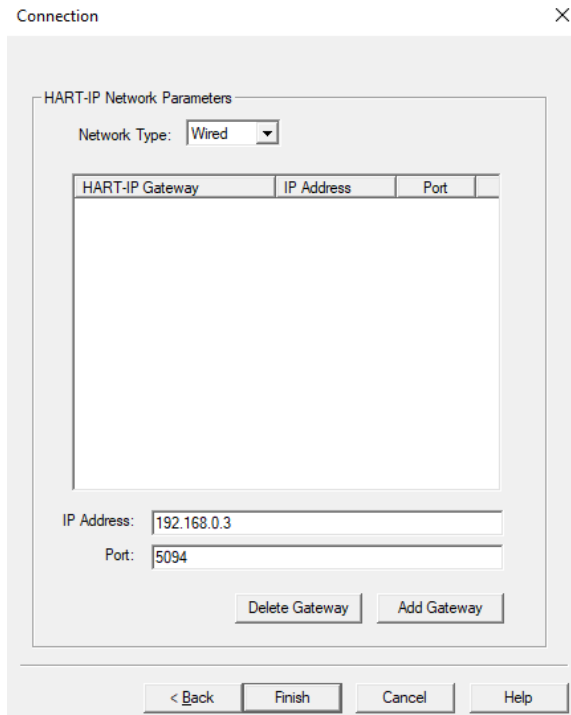 Connection
HART-IP Network Parameters
Network Type: Wired
HART-IP Gateway IP Address Port
IP Address: 192.168.0.3
Port: 5094
Delete Gateway Add Gateway
< Back Finish Cancel Help